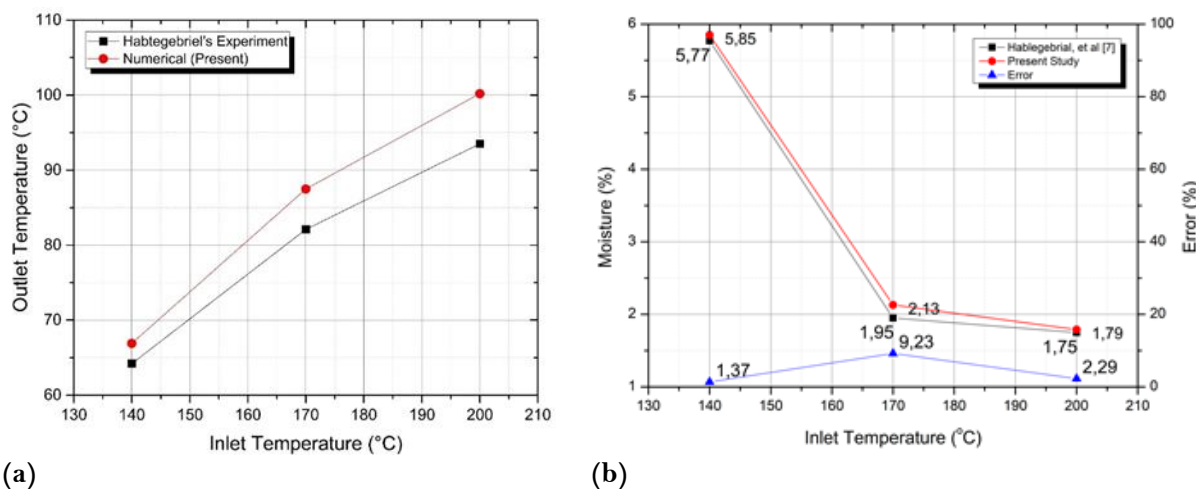 110
100
90
80
70
60
Outlet Temperature (°C)
Habtegebriel's Experiment
Numerical (Present)
130 140 150 160 170 180 190 200 210
Inlet Temperature (°C)
(a)
6
5
4
3
2
1
Moisture (%)
100
80
60
40
20
0
Error (%)
Hablegebrial, et al [7]
Present Study
Error
5,77
5,85
1,95
2,13
1,75
1,79
1,37
9,23
2,29
130 140 150 160 170 180 190 200 210
Inlet Temperature (°C)
(b)